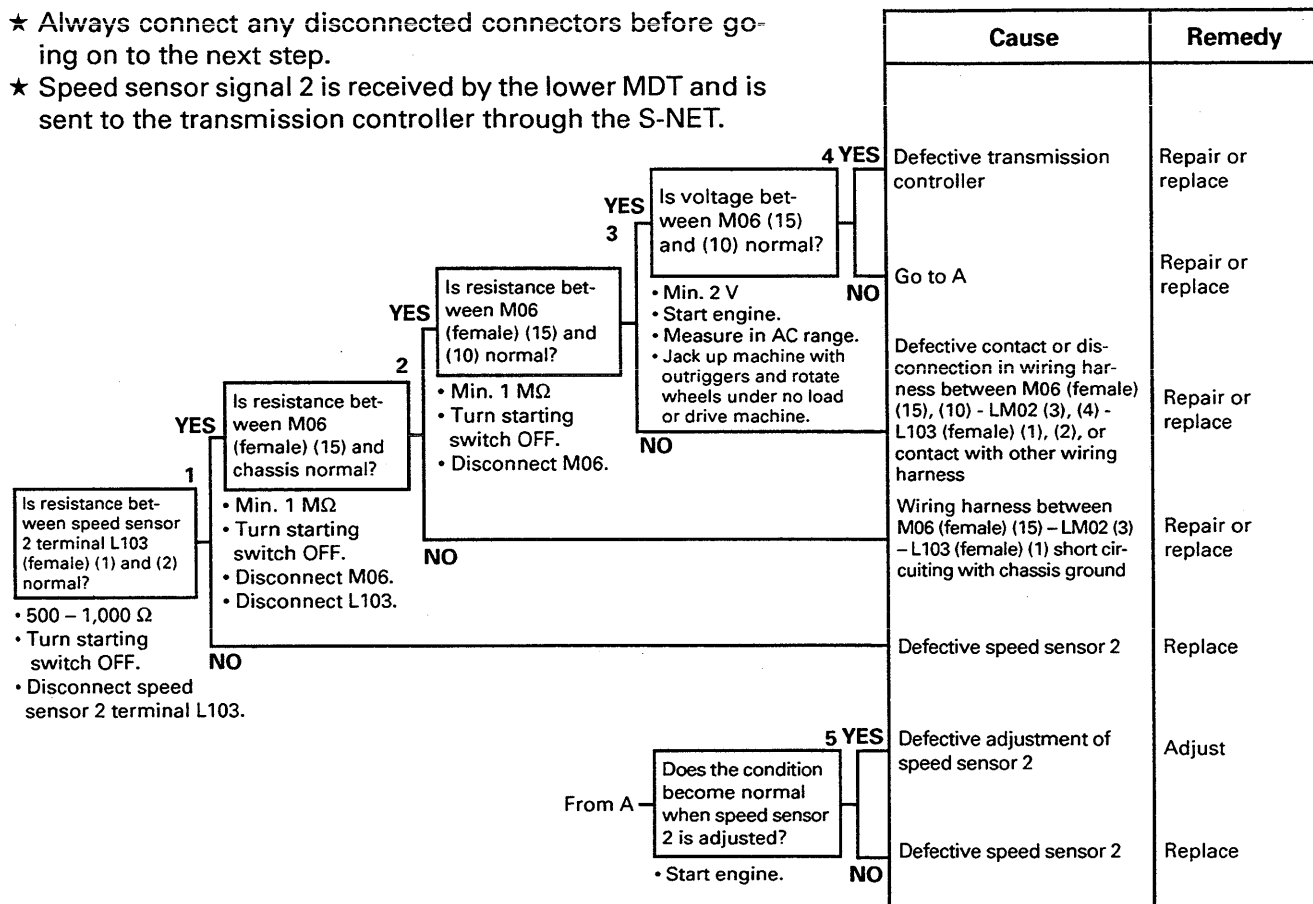 ★ Always connect any disconnected connectors before go-
ing on to the next step.
★ Speed sensor signal 2 is received by the lower MDT and is
sent to the transmission controller through the S-NET.
Cause
Remedy
1
Is resistance bet-
ween speed sensor
2 terminal L103
(female) (1) and (2)
normal?
• 500 – 1,000 Ω
• Turn starting
switch OFF.
• Disconnect speed
sensor 2 terminal L103.
YES
NO
2
Is resistance bet-
ween M06
(female) (15) and
chassis normal?
• Min. 1 MΩ
• Turn starting
switch OFF.
• Disconnect M06.
• Disconnect L103.
YES
NO
3
Is resistance bet-
ween M06
(female) (15) and
(10) normal?
• Min. 1 MΩ
• Turn starting
switch OFF.
• Disconnect M06.
YES
NO
4
Is voltage bet-
ween M06 (15)
and (10) normal?
• Min. 2 V
• Start engine.
• Measure in AC range.
• Jack up machine with
outriggers and rotate
wheels under no load
or drive machine.
YES
NO
Defective transmission
controller
Repair or
replace
Go to A
Repair or
replace
Defective contact or dis-
connection in wiring har-
ness between M06 (female)
(15), (10) - LM02 (3), (4) -
L103 (female) (1), (2), or
contact with other wiring
harness
Repair or
replace
Wiring harness between
M06 (female) (15) – LM02 (3)
– L103 (female) (1) short cir-
cuiting with chassis ground
Repair or
replace
Defective speed sensor 2
Replace
From A
5
Does the condition
become normal
when speed sensor
2 is adjusted?
• Start engine.
YES
NO
Defective adjustment of
speed sensor 2
Adjust
Defective speed sensor 2
Replace